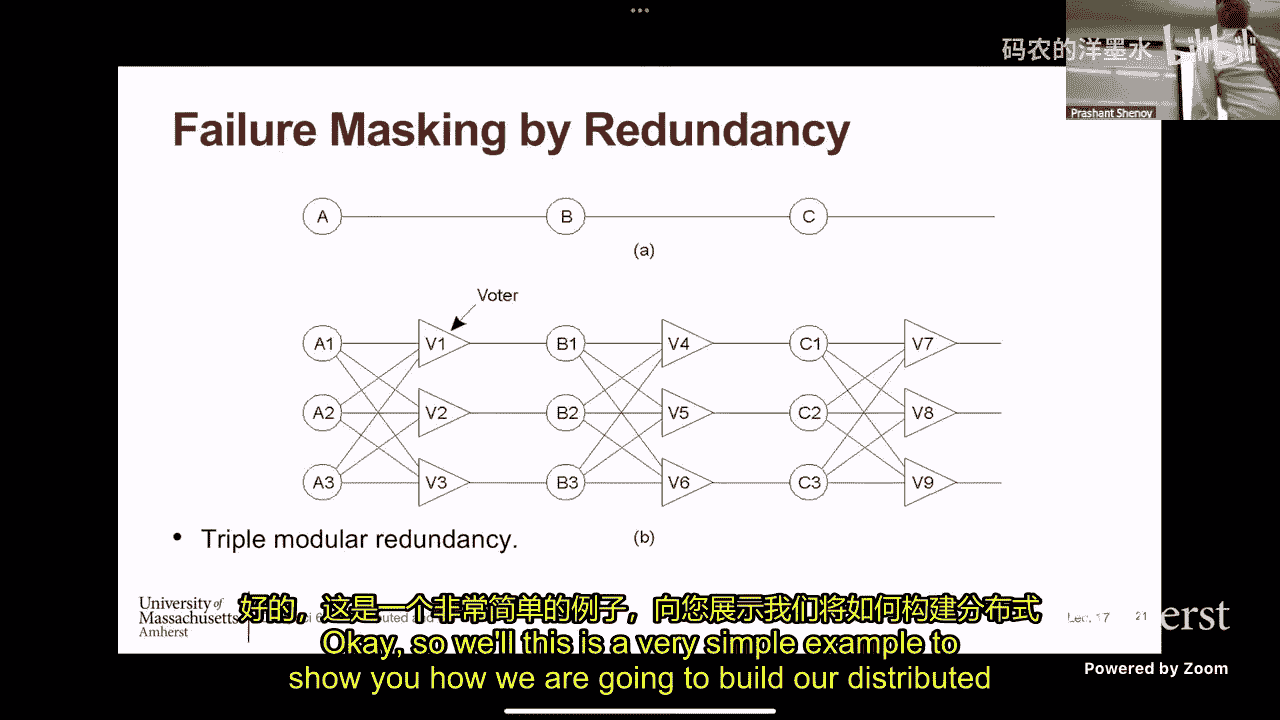 码农的洋墨水 bilibili
Prashant Shenoy
Failure Masking by Redundancy
A B C
(a)
Voter
A1 V1 B1 V4 C1 V7
A2 V2 B2 V5 C2 V8
A3 V3 B3 V6 C3 V9
Triple modular redundancy.
(b)
University of
Massachusetts
Amherst
Lec. 17 21
erst
好的，这是一个非常简单的例子，向您展示我们将如何构建分布式
Okay, so we'll this is a very simple example to
show you how we are going to build our distributed
Powered by Zoom